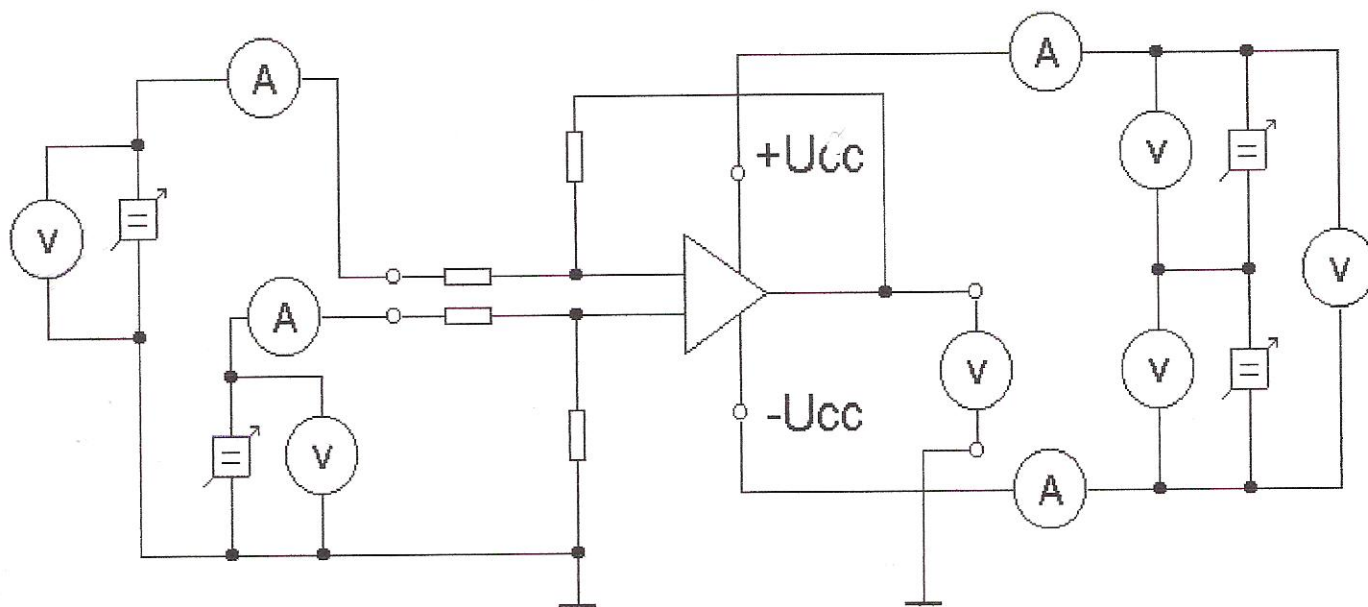 A
A
+Ucc
V
=
V
=
V
A
V
V
V
=
=
V
-Ucc
A